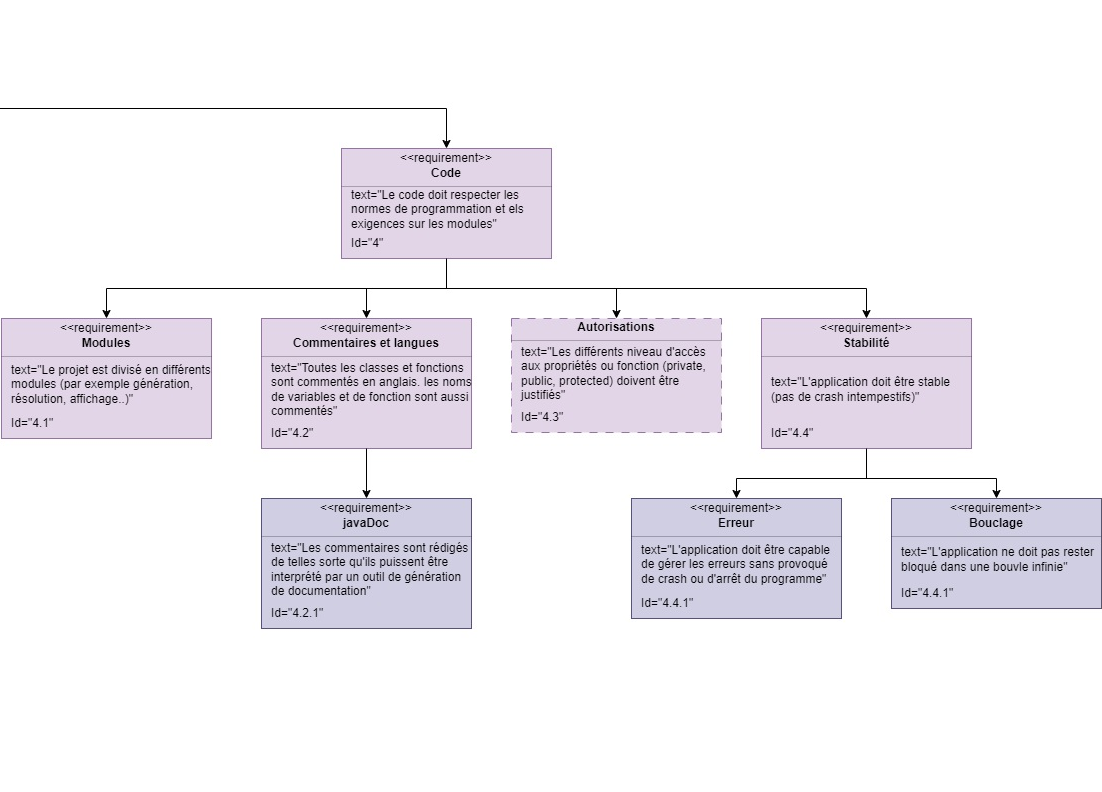 <<requirement>>
Code
text="Le code doit respecter les
normes de programmation et els
exigences sur les modules"
Id="4"
<<requirement>>
Modules
text="Le projet est divisé en différents
modules (par exemple génération,
résolution, affichage..)"
Id="4.1"
<<requirement>>
Commentaires et langues
text="Toutes les classes et fonctions
sont commentés en anglais. les noms
de variables et de fonction sont aussi
commentés"
Id="4.2"
Autorisations
text="Les différents niveau d'accès
aux propriétés ou fonction (private,
public, protected) doivent être
justifiés"
Id="4.3"
<<requirement>>
Stabilité
text="L'application doit être stable
(pas de crash intempestifs)"
Id="4.4"
<<requirement>>
javaDoc
text="Les commentaires sont rédigés
de telles sorte qu'ils puissent être
interprété par un outil de génération
de documentation"
Id="4.2.1"
<<requirement>>
Erreur
text="L'application doit être capable
de gérer les erreurs sans provoqué
de crash ou d'arrêt du programme"
Id="4.4.1"
<<requirement>>
Bouclage
text="L'application ne doit pas rester
bloqué dans une bouvle infinie"
Id="4.4.1"